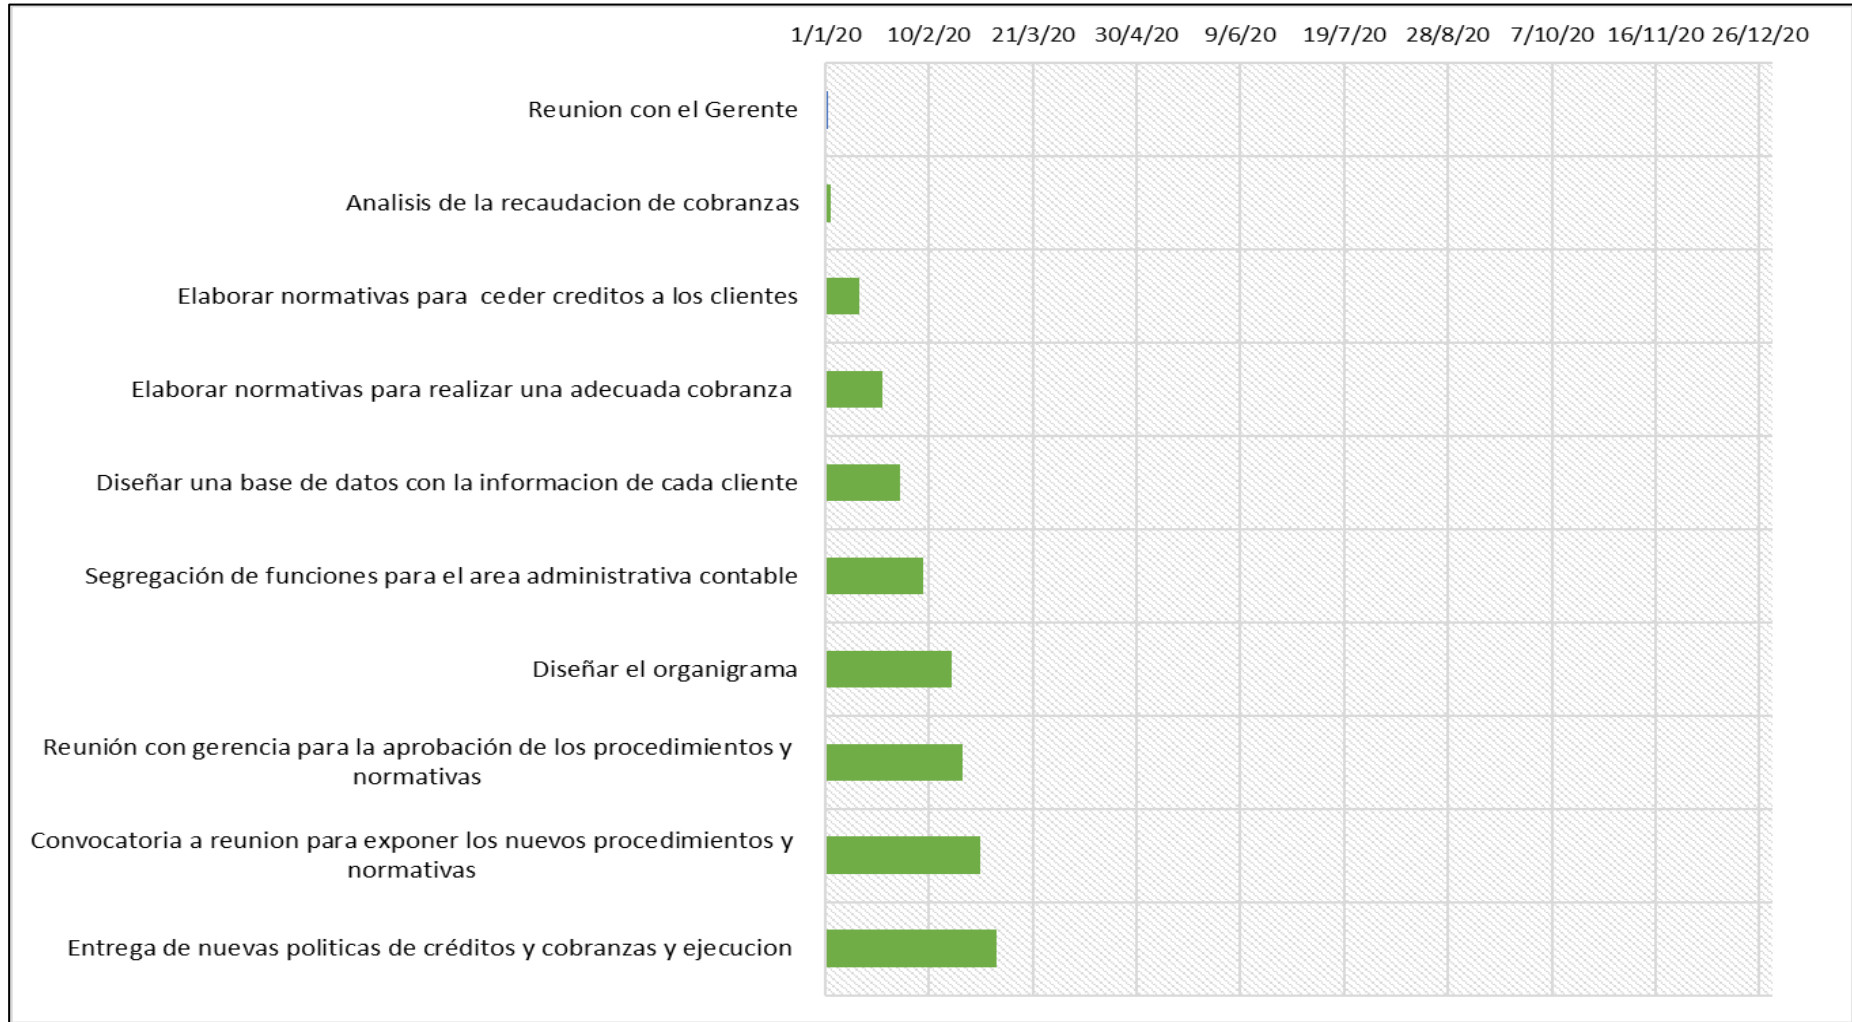 1/1/20 10/2/20 21/3/20 30/4/20 9/6/20 19/7/20 28/8/20 7/10/20 16/11/20 26/12/20
Reunion con el Gerente
Analisis de la recaudacion de cobranzas
Elaborar normativas para ceder creditos a los clientes
Elaborar normativas para realizar una adecuada cobranza
Diseñar una base de datos con la informacion de cada cliente
Segregación de funciones para el area administrativa contable
Diseñar el organigrama
Reunión con gerencia para la aprobación de los procedimientos y
normativas
Convocatoria a reunion para exponer los nuevos procedimientos y
normativas
Entrega de nuevas politicas de créditos y cobranzas y ejecucion